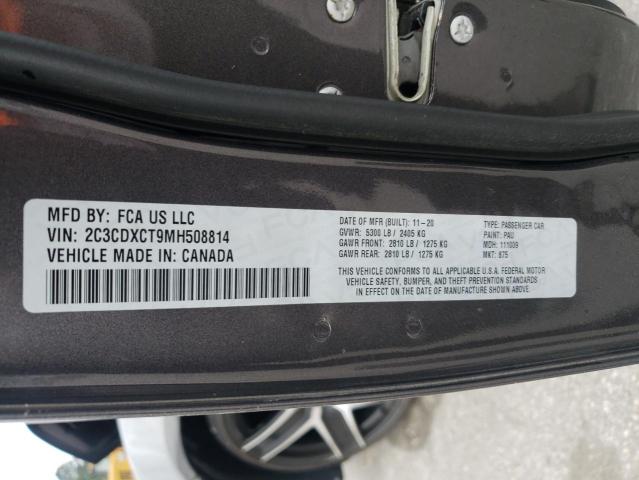 MFD BY: FCA US LLC
VIN: 2C3CDXCT9MH508814
VEHICLE MADE IN: CANADA
DATE OF MFR (BUILT): 11-20
GVWR: 5300 LB / 2405 KG
GAWR FRONT: 2810 LB / 1275 KG
GAWR REAR: 2810 LB / 1275 KG
TYPE: PASSENGER CAR
PAINT: PAU
MDH: 111009
MKT: 875
THIS VEHICLE CONFORMS TO ALL APPLICABLE U.S.A. FEDERAL MOTOR
VEHICLE SAFETY, BUMPER, AND THEFT PREVENTION STANDARDS
IN EFFECT ON THE DATE OF MANUFACTURE SHOWN ABOVE.